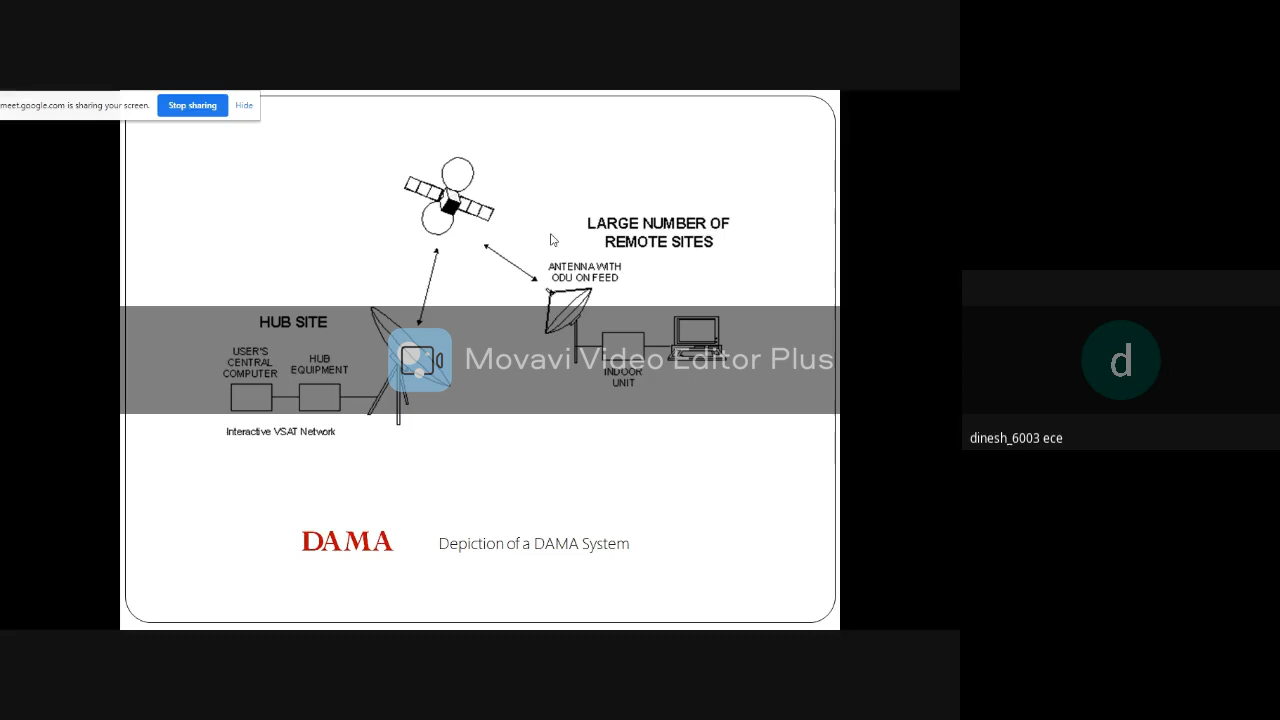 meet.google.com is sharing your screen.
Stop sharing
Hide
LARGE NUMBER OF
REMOTE SITES
ANTENNA WITH
ODU ON FEED
HUB SITE
USER'S
CENTRAL
COMPUTER
HUB
EQUIPMENT
Movavi Video Editor Plus
INDOOR
UNIT
Interactive VSAT Network
d
dinesh_6003 ece
DAMA
Depiction of a DAMA System